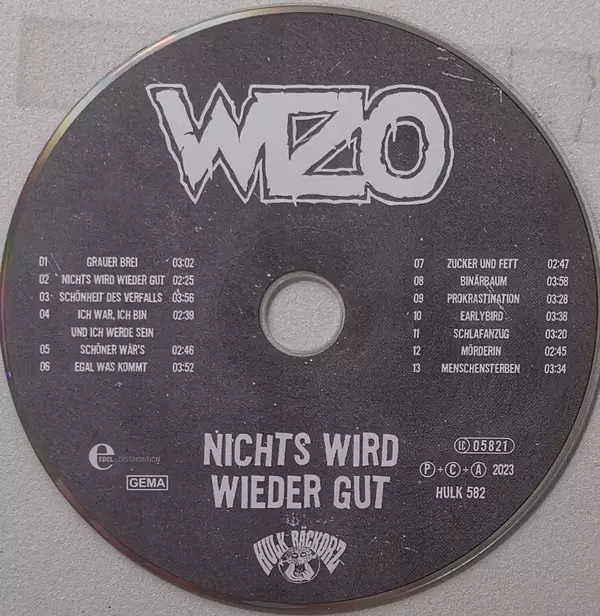 WIZO
01 GRAUER BREI 03:02
02 NICHTS WIRD WIEDER GUT 02:25
03 SCHÖNHEIT DES VERFALLS 03:56
04 ICH WAR, ICH BIN 02:39
UND ICH WERDE SEIN
05 SCHÖNER WÄR'S 02:46
06 EGAL WAS KOMMT 03:52
07 ZUCKER UND FETT 02:47
08 BINÄRBAUM 03:58
09 PROKRASTINATION 03:28
10 EARLYBIRD 03:38
11 SCHLAFANZUG 03:20
12 MÖRDERIN 02:45
13 MENSCHENSTERBEN 03:34
NICHTS WIRD
WIEDER GUT
e EDEL:DISTRIBUTION
GEMA
LC 05821
P+C+A 2023
HULK 582
HULK RÄCKORZ